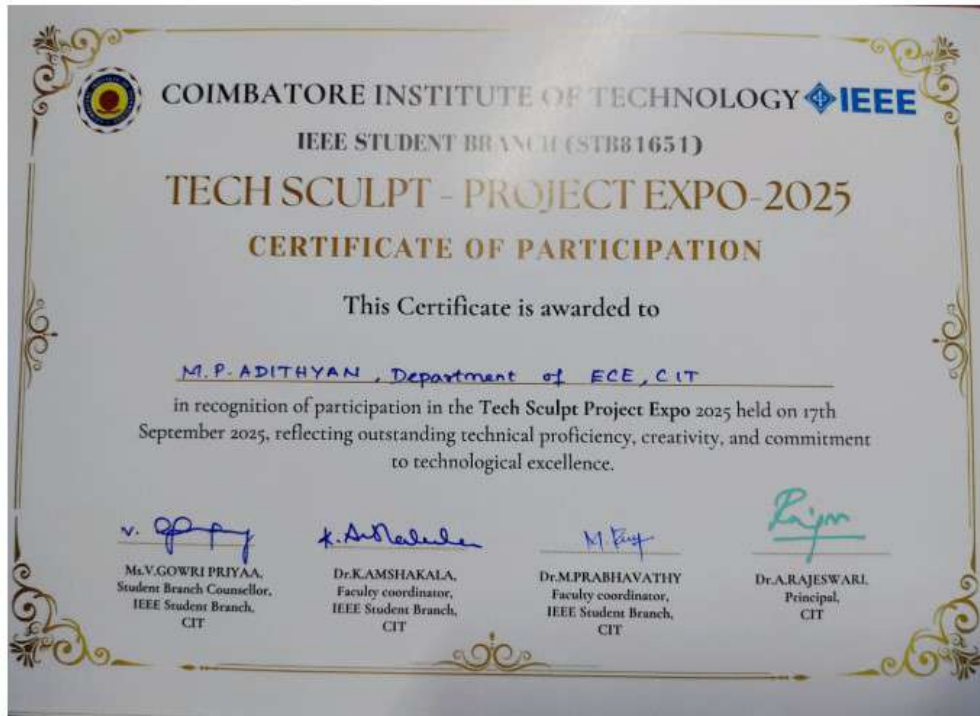 COIMBATORE INSTITUTE OF TECHNOLOGY IEEE
IEEE STUDENT BRANCH (STB81651)
TECH SCULPT - PROJECT EXPO-2025
CERTIFICATE OF PARTICIPATION
This Certificate is awarded to
M.P. ADITHYAN, Department of ECE, CIT
in recognition of participation in the Tech Sculpt Project Expo 2025 held on 17th
September 2025, reflecting outstanding technical proficiency, creativity, and commitment
to technological excellence.
Ms.V.GOWRI PRIYAA,
Student Branch Counsellor,
IEEE Student Branch,
CIT
Dr.K.AMSHAKALA,
Faculty coordinator,
IEEE Student Branch,
CIT
Dr.M.PRABHAVATHY
Faculty coordinator,
IEEE Student Branch,
CIT
Dr.A.RAJESWARI,
Principal,
CIT